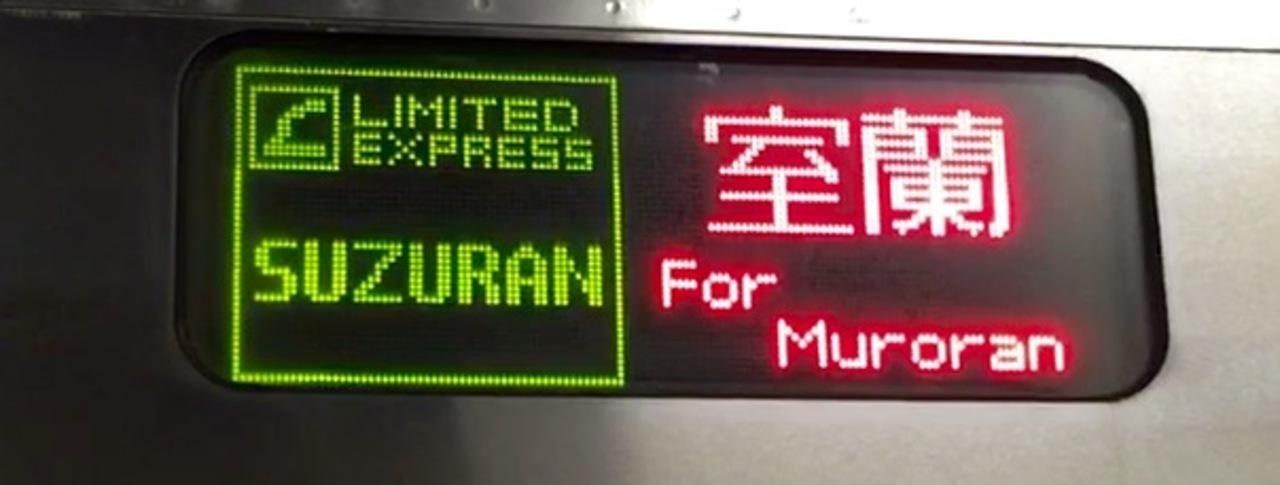 LIMITED
EXPRESS
SUZURAN
室蘭
For
Muroran